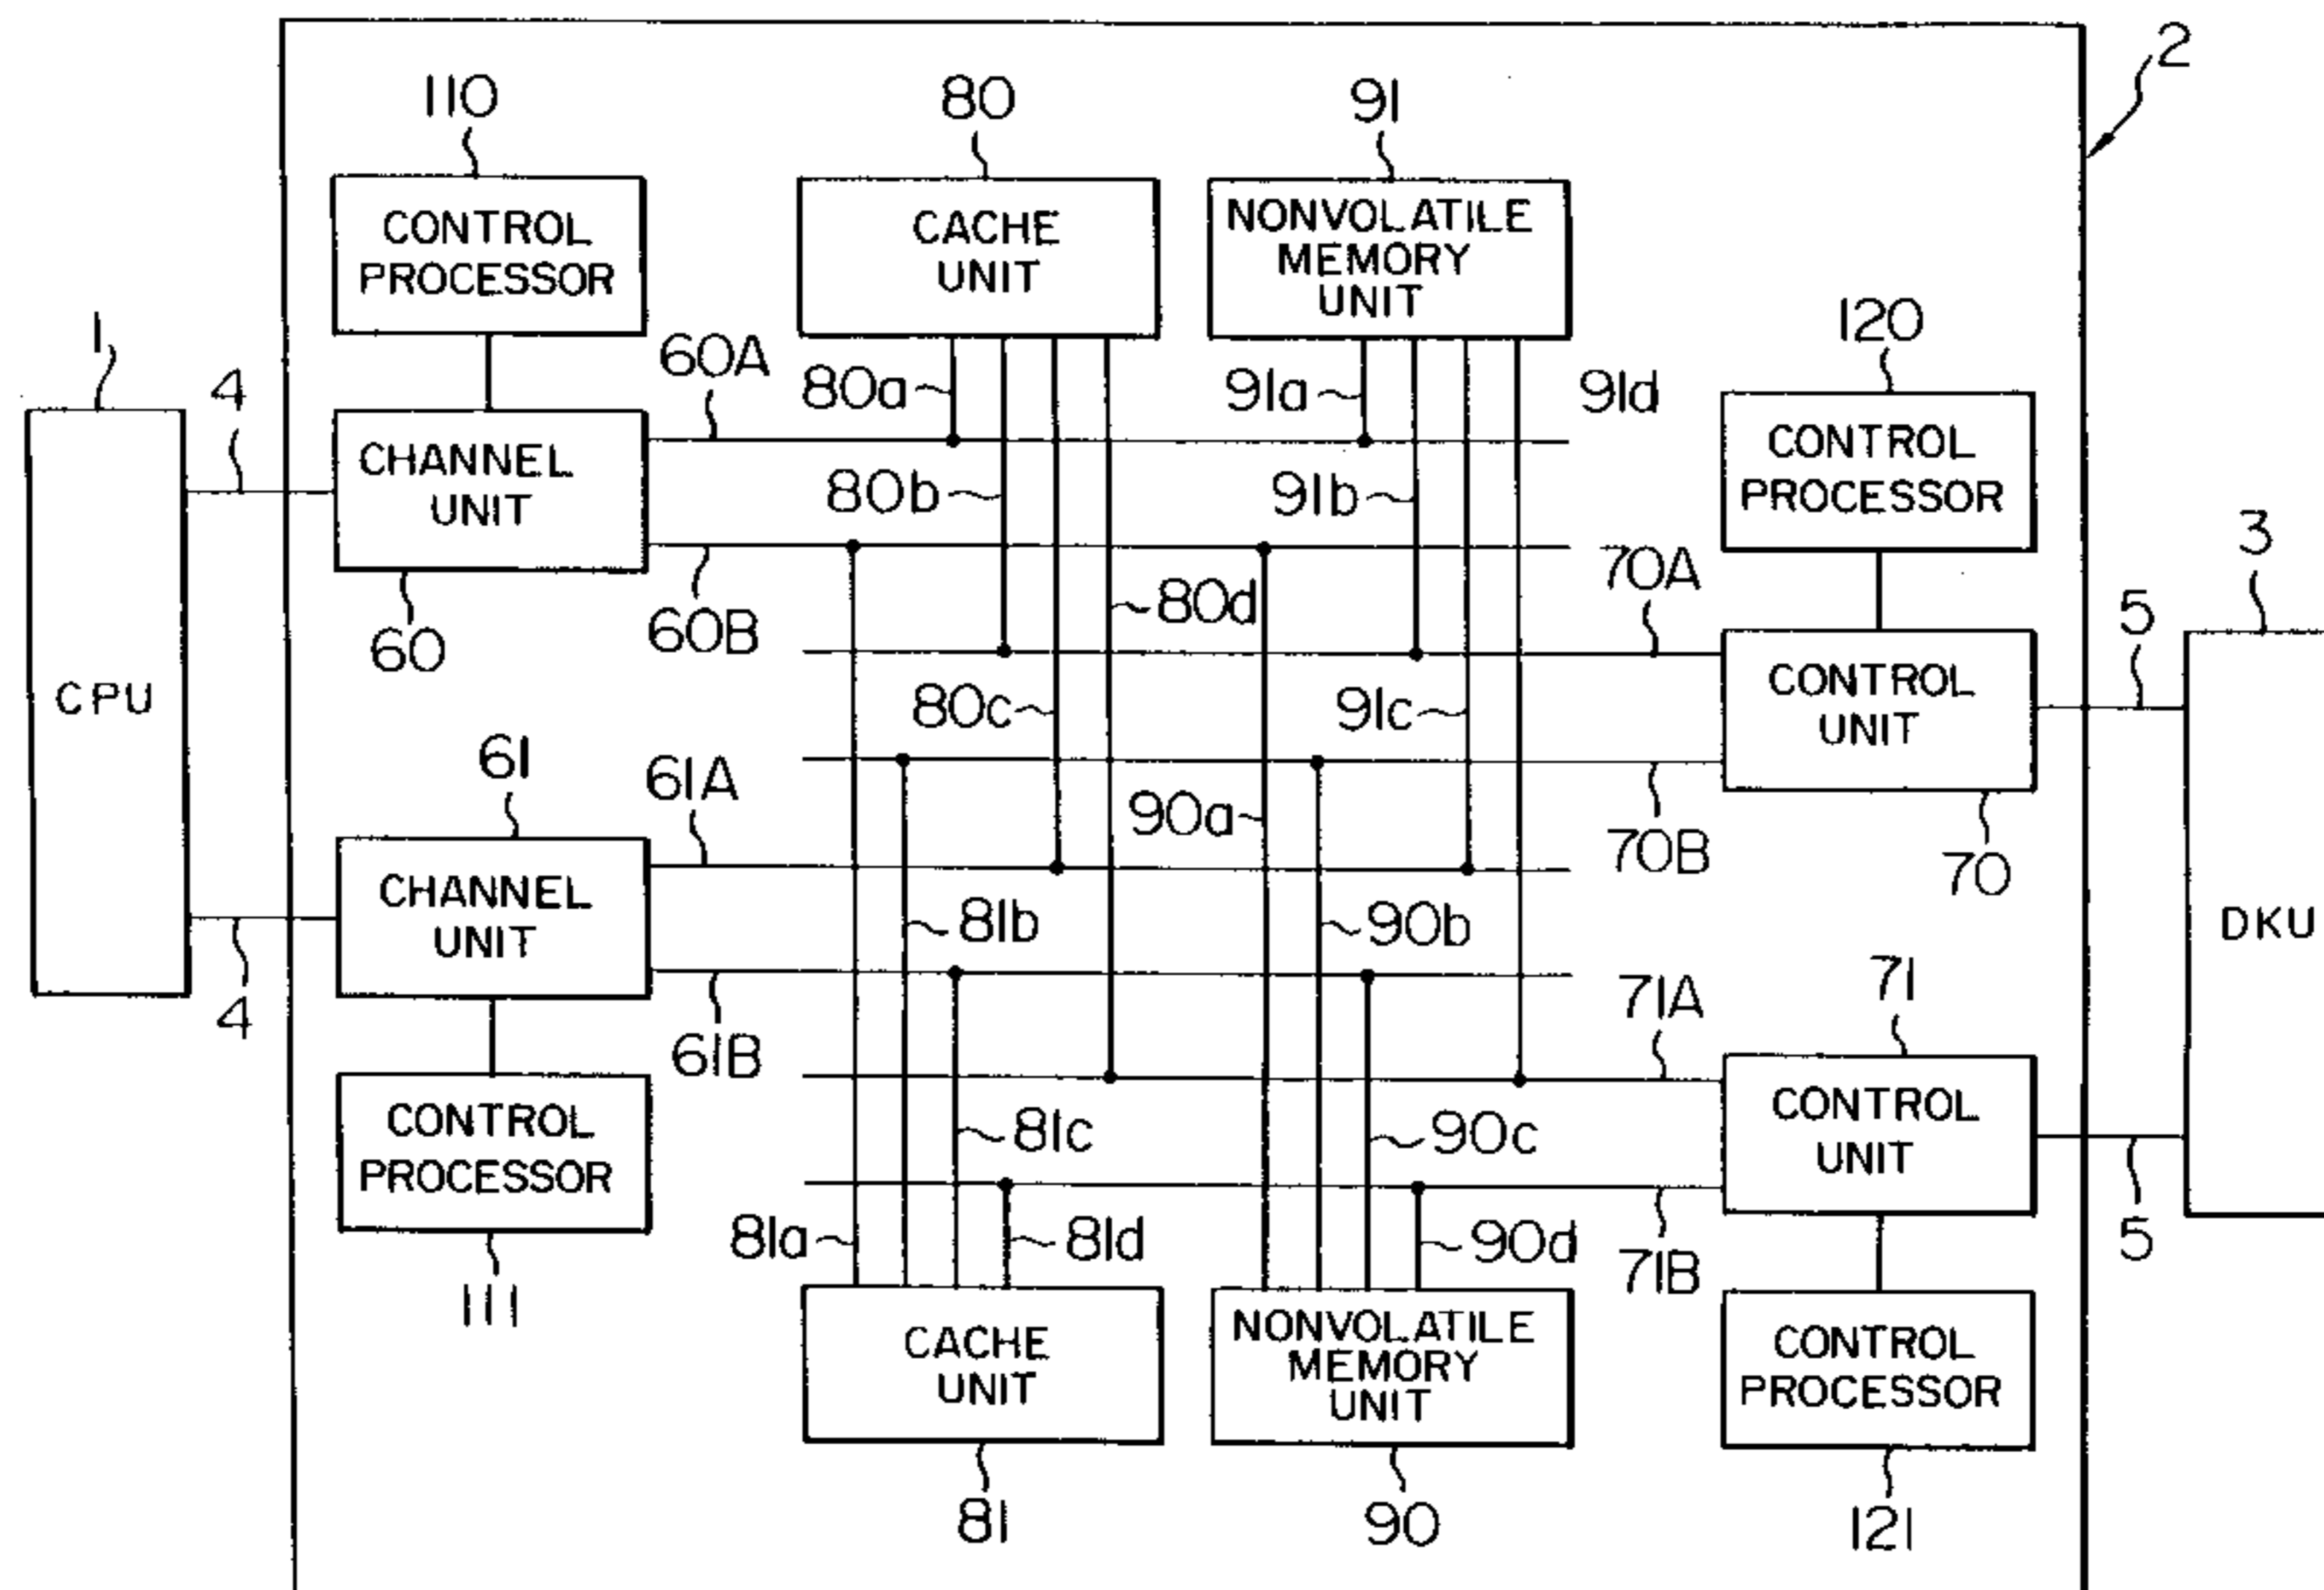 2
110
80
91
CONTROL
PROCESSOR
CACHE
UNIT
NONVOLATILE
MEMORY
UNIT
1
120
4
60A
80a
91a
91d
CHANNEL
UNIT
CONTROL
PROCESSOR
80b
91b
3
60
60B
80d
70A
5
CPU
80c
91c
CONTROL
UNIT
61
61A
90a
70B
70
CHANNEL
UNIT
81b
90b
DKU
4
61B
71A
71
CONTROL
PROCESSOR
81c
90c
CONTROL
UNIT
81a
81d
90d
71B
5
111
CACHE
UNIT
NONVOLATILE
MEMORY
UNIT
CONTROL
PROCESSOR
81
90
121